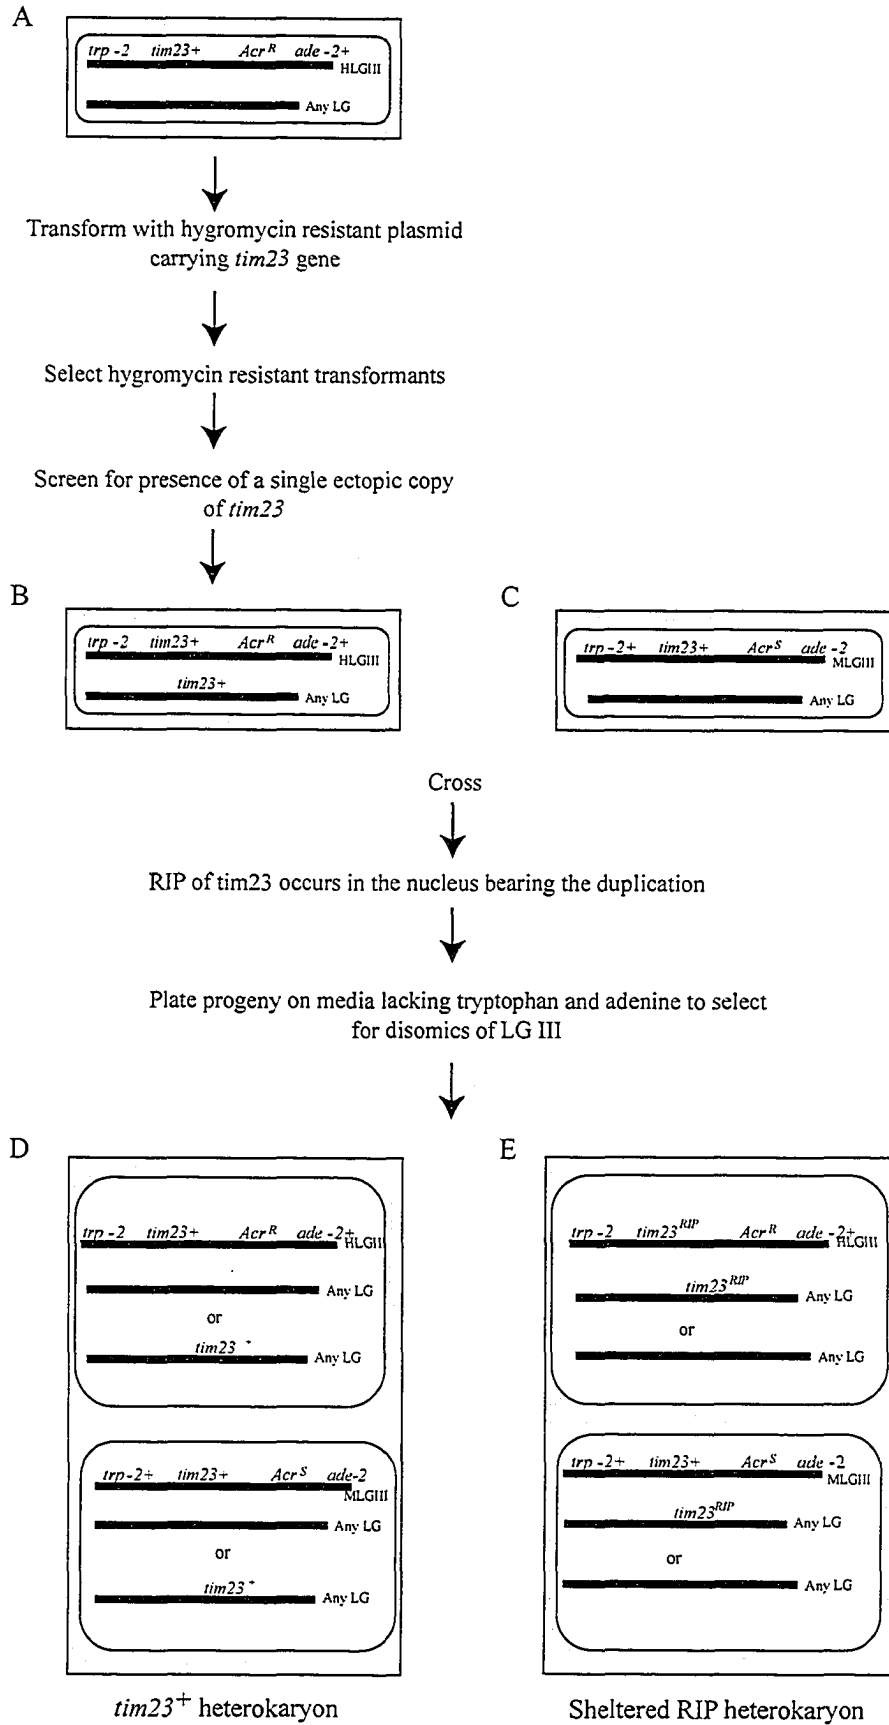 A
trp -2 tim23+ Acr R ade -2+
HLGIII
Any LG
Transform with hygromycin resistant plasmid
carrying tim23 gene
Select hygromycin resistant transformants
Screen for presence of a single ectopic copy
of tim23
B
trp -2 tim23+ Acr R ade -2+
HLGIII
tim23+
Any LG
C
trp -2+ tim23+ Acr S ade -2
MLGIII
Any LG
Cross
RIP of tim23 occurs in the nucleus bearing the duplication
Plate progeny on media lacking tryptophan and adenine to select
for disomics of LG III
D
trp -2 tim23+ Acr R ade -2+
HLGIII
Any LG
or
tim23 +
Any LG
trp -2+ tim23+ Acr S ade-2
MLGIII
Any LG
or
tim23 +
Any LG
tim23+ heterokaryon
E
trp -2 tim23 RIP Acr R ade -2+
HLGIII
tim23 RIP
Any LG
or
Any LG
trp -2+ tim23+ Acr S ade -2
MLGIII
tim23 RIP
Any LG
or
Any LG
Sheltered RIP heterokaryon